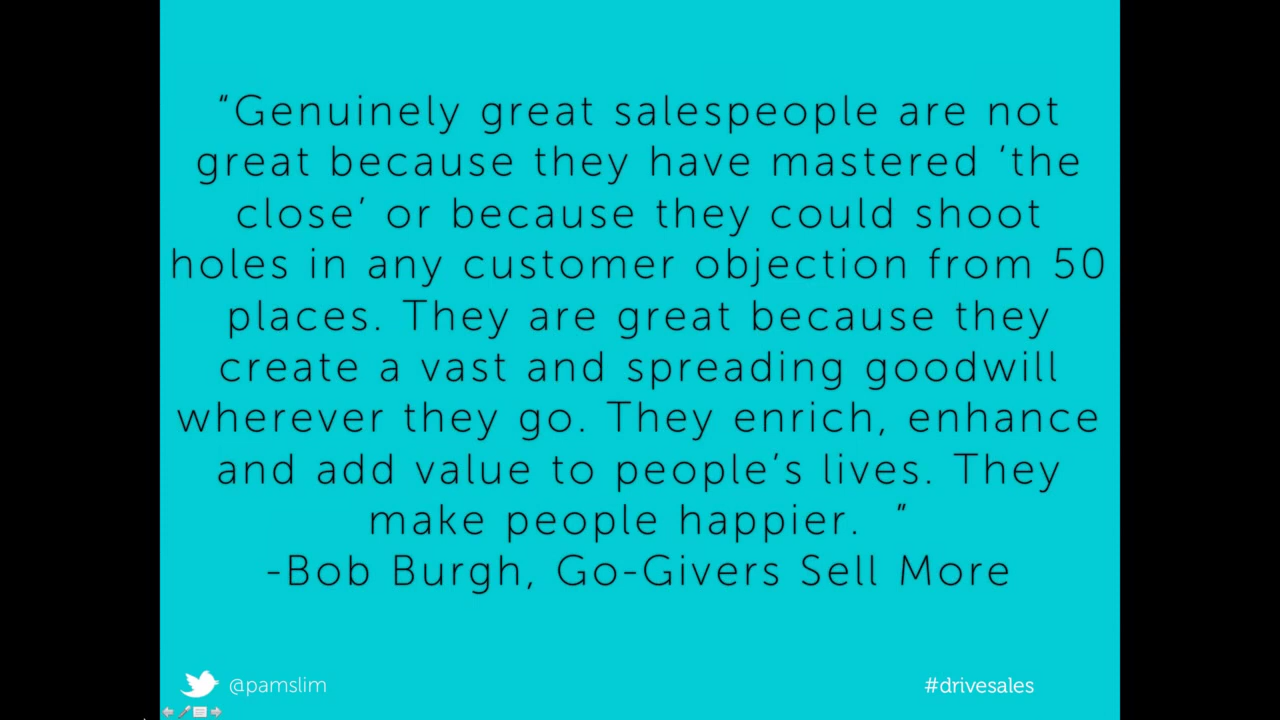 “Genuinely great salespeople are not
great because they have mastered ‘the
close’ or because they could shoot
holes in any customer objection from 50
places. They are great because they
create a vast and spreading goodwill
wherever they go. They enrich, enhance
and add value to people’s lives. They
make people happier. ”
-Bob Burgh, Go-Givers Sell More
@pamslim
#drivesales